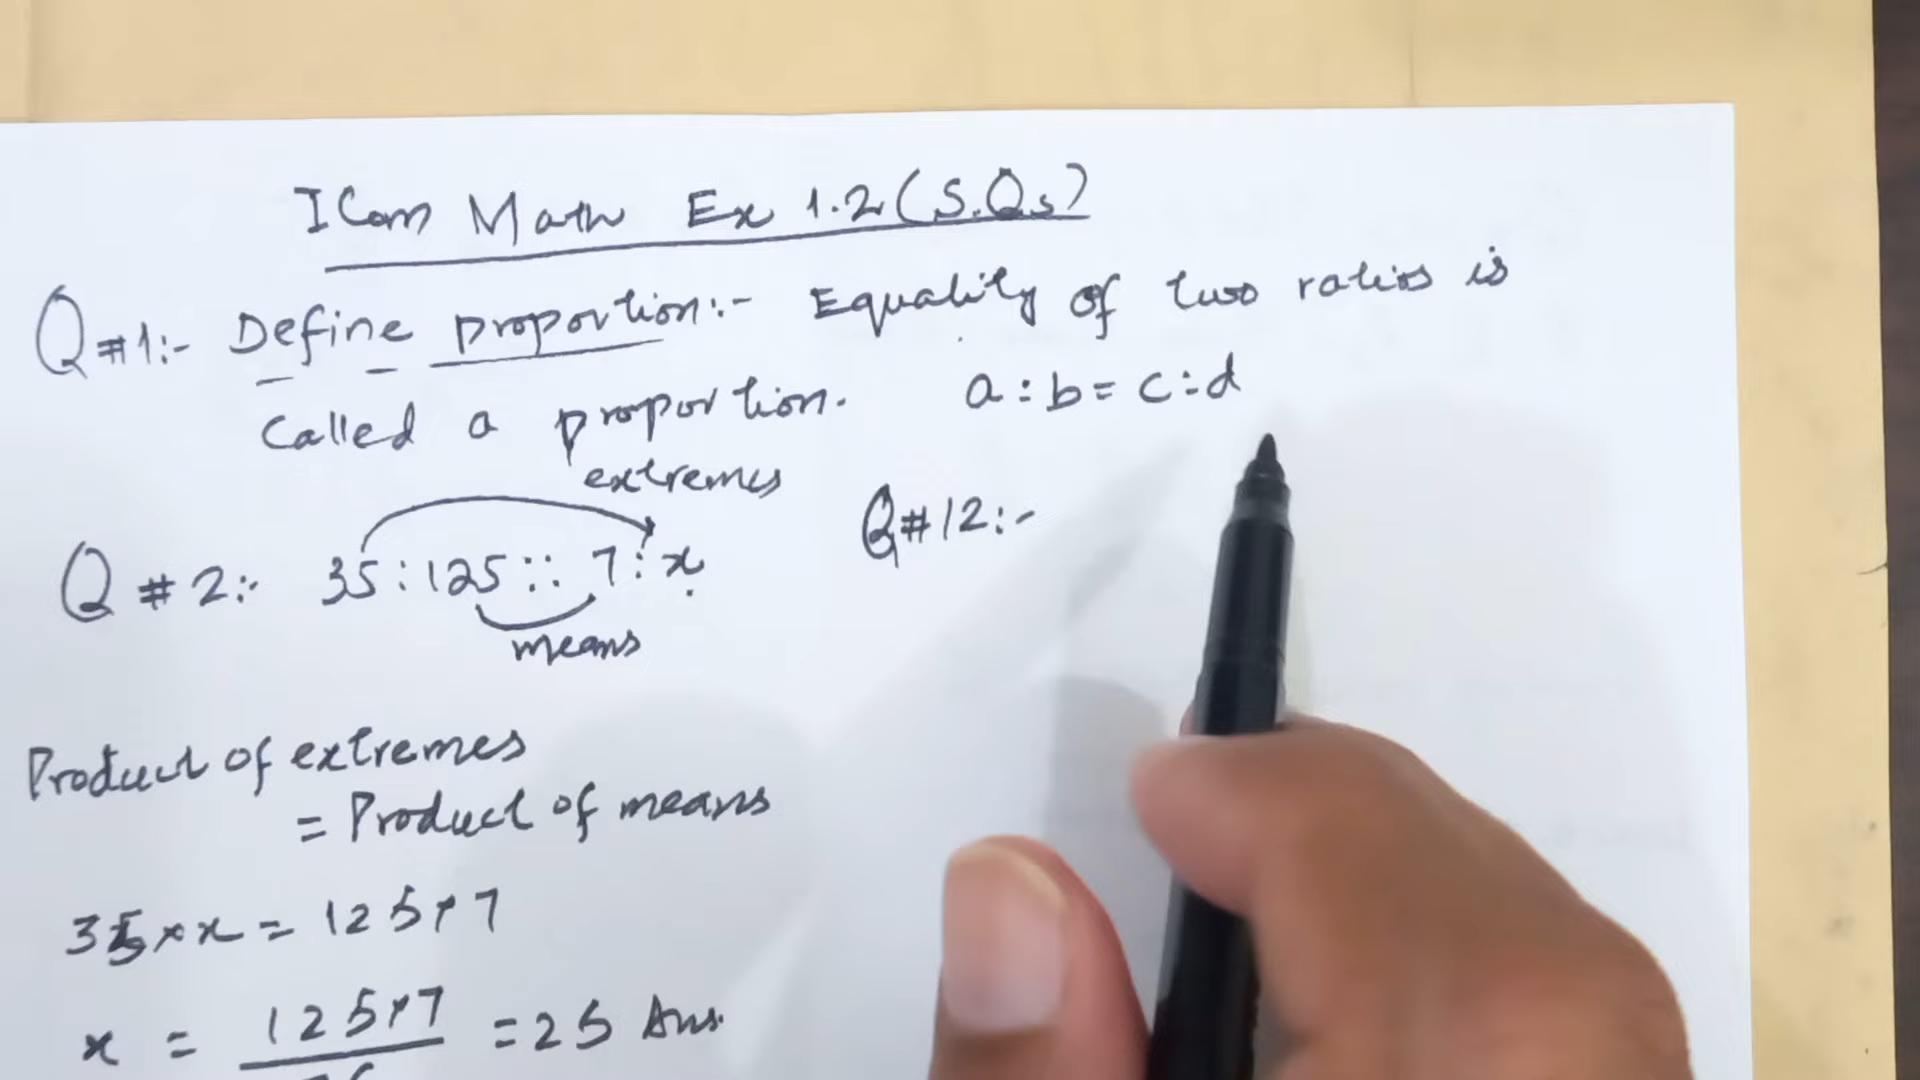 I Com Math Ex 1.2 (S.Qs)
Q#1:- Define proportion:- Equality of two ratios is
called a proportion. a : b = c : d
extremes
Q # 2:- 35 : 125 :: 7 : x
means
Q#12:-
Product of extremes
= Product of means
35 × x = 125 × 7
x = 125 × 7 = 25 Ans.